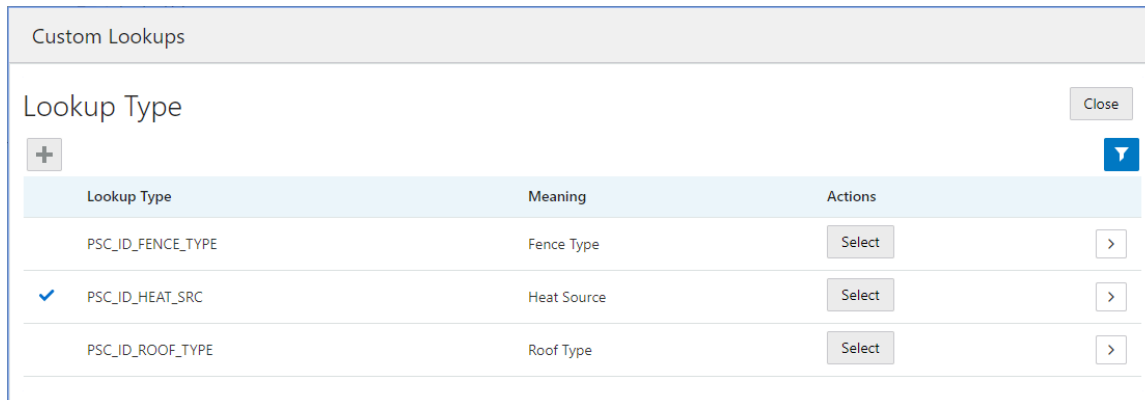 Custom Lookups
Lookup Type
Close
Lookup Type Meaning Actions
PSC_ID_FENCE_TYPE Fence Type Select
PSC_ID_HEAT_SRC Heat Source Select
PSC_ID_ROOF_TYPE Roof Type Select